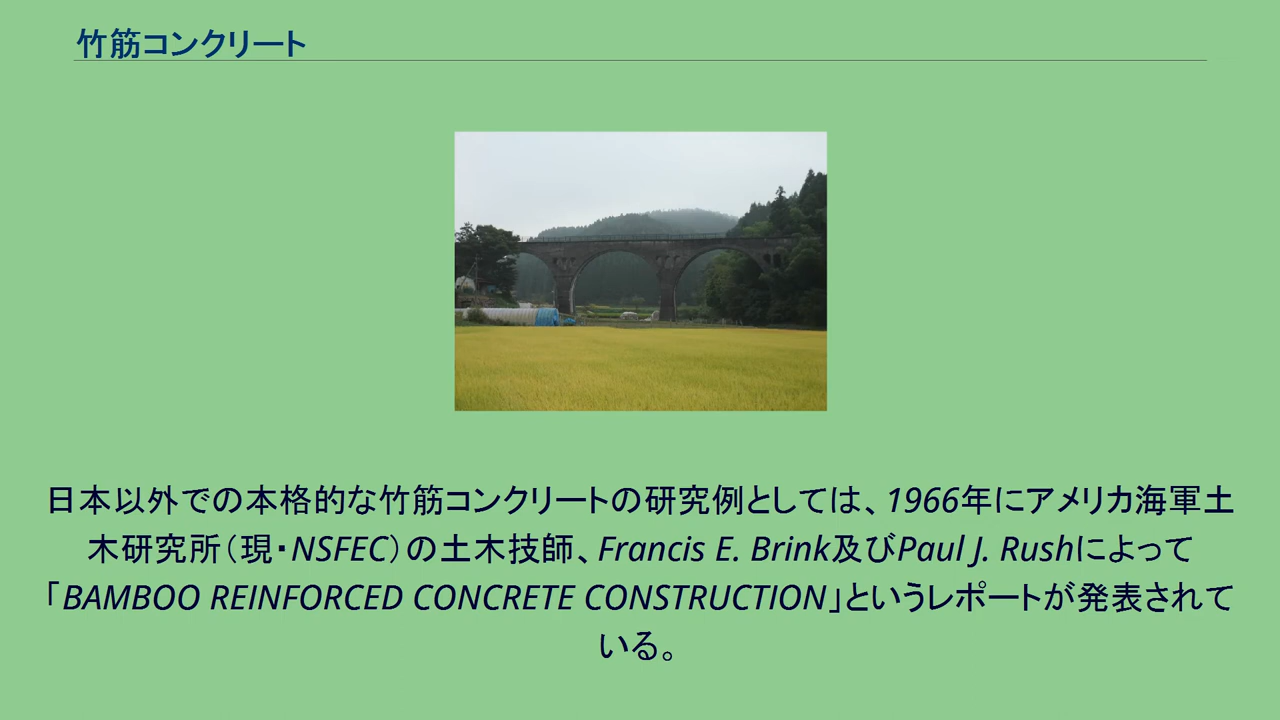 竹筋コンクリート
日本以外での本格的な竹筋コンクリートの研究例としては、1966年にアメリカ海軍土
木研究所（現・NSFEC）の土木技師、Francis E. Brink及びPaul J. Rushによって
「BAMBOO REINFORCED CONCRETE CONSTRUCTION」というレポートが発表されて
いる。